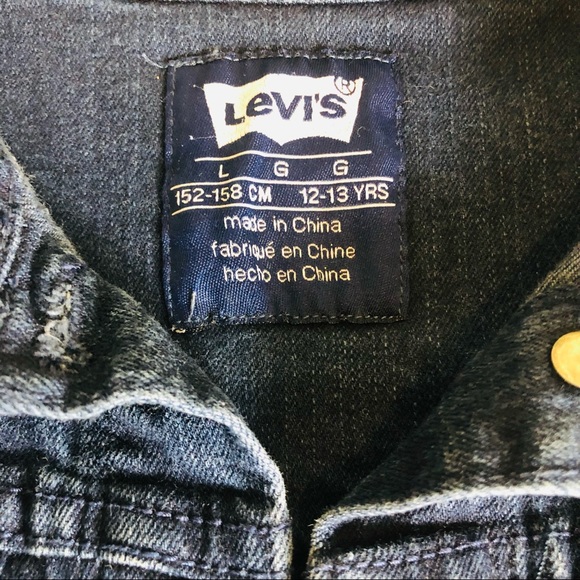 LeVI'S ®
L G G
152-158 CM 12-13 YRS
made in China
fabriqué en Chine
hecho en China